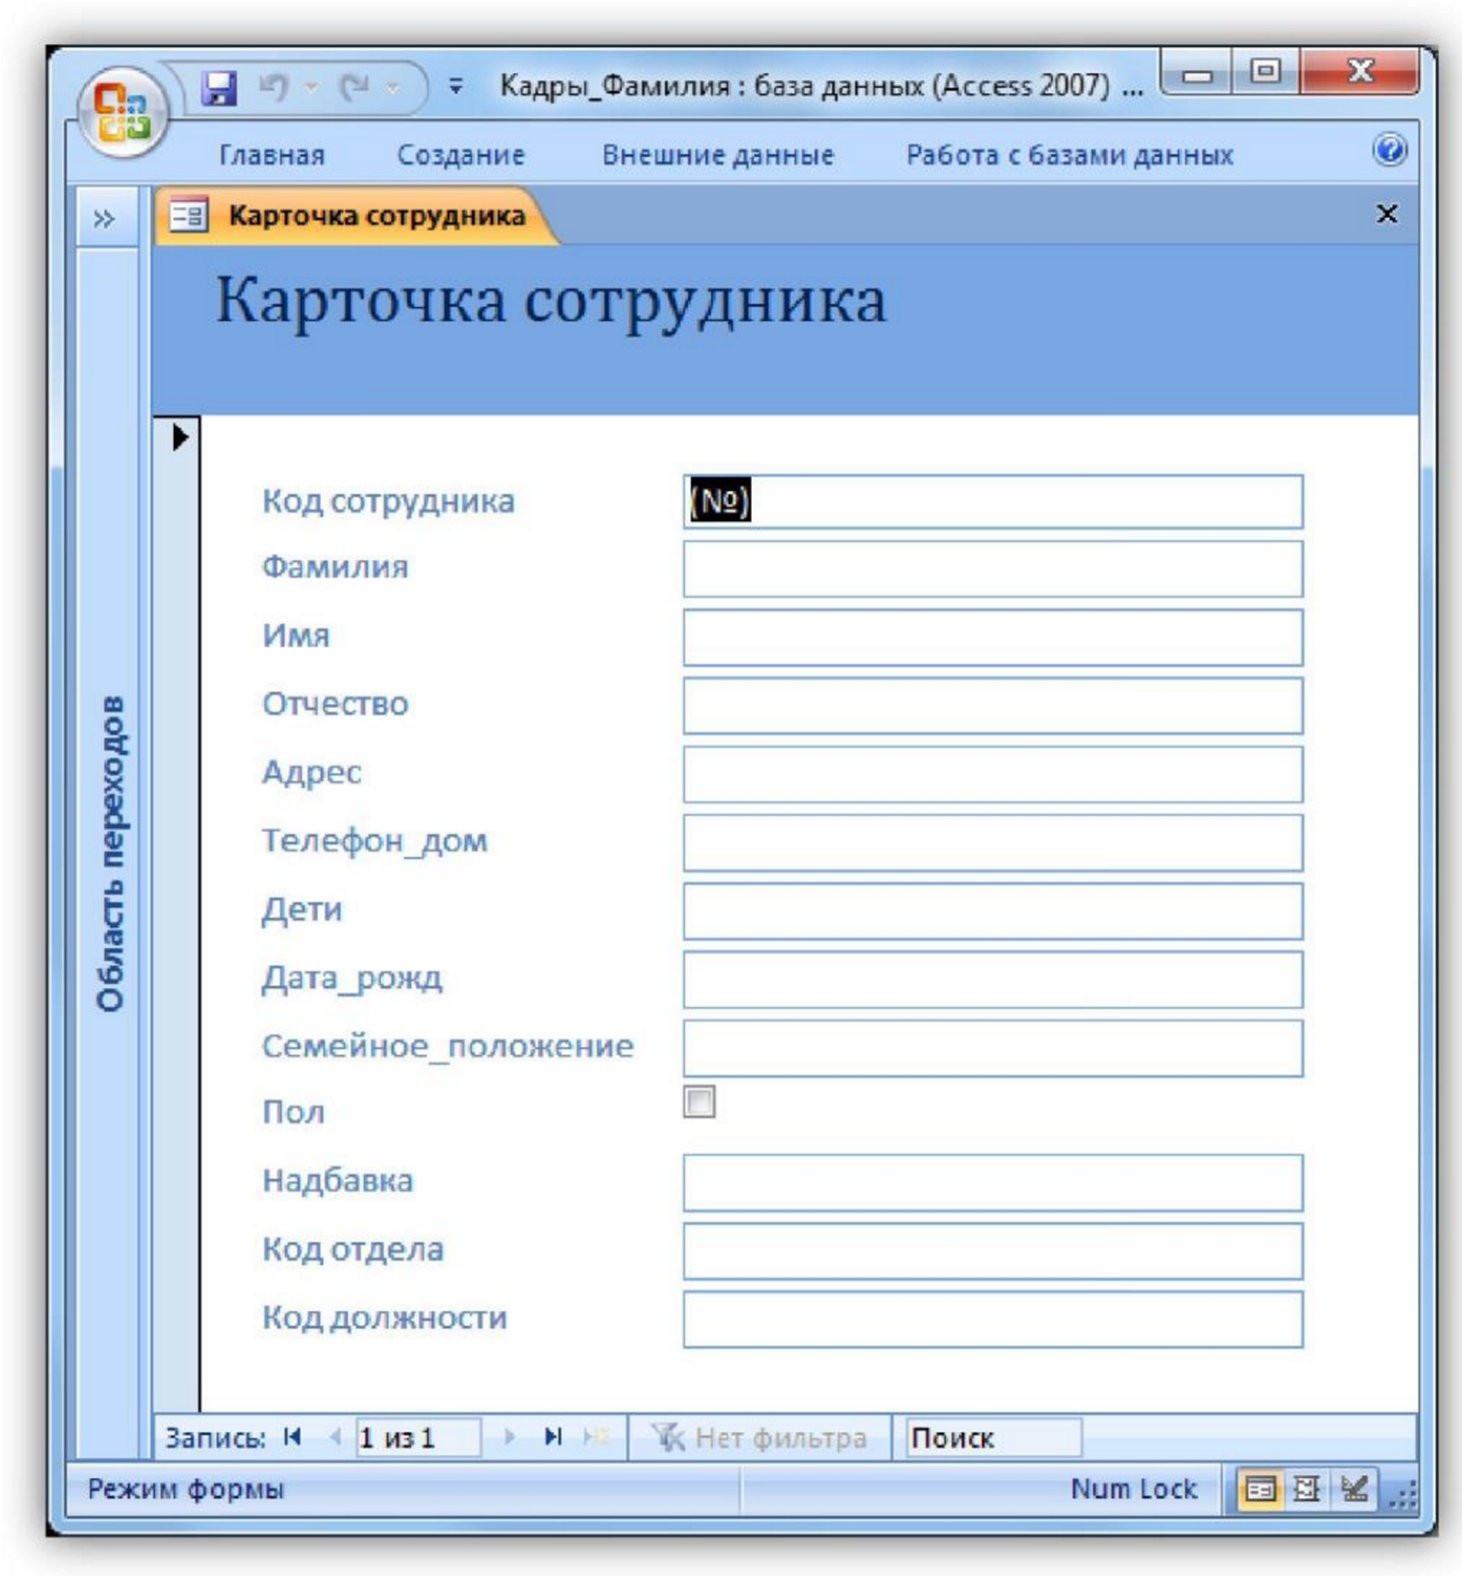 Кадры_Фамилия : база данных (Access 2007) ...
Главная Создание Внешние данные Работа с базами данных
Карточка сотрудника
Карточка сотрудника
Область переходов
Код сотрудника (№)
Фамилия
Имя
Отчество
Адрес
Телефон_дом
Дети
Дата_рожд
Семейное_положение
Пол
Надбавка
Код отдела
Код должности
Запись: 1 из 1 Нет фильтра Поиск
Режим формы Num Lock